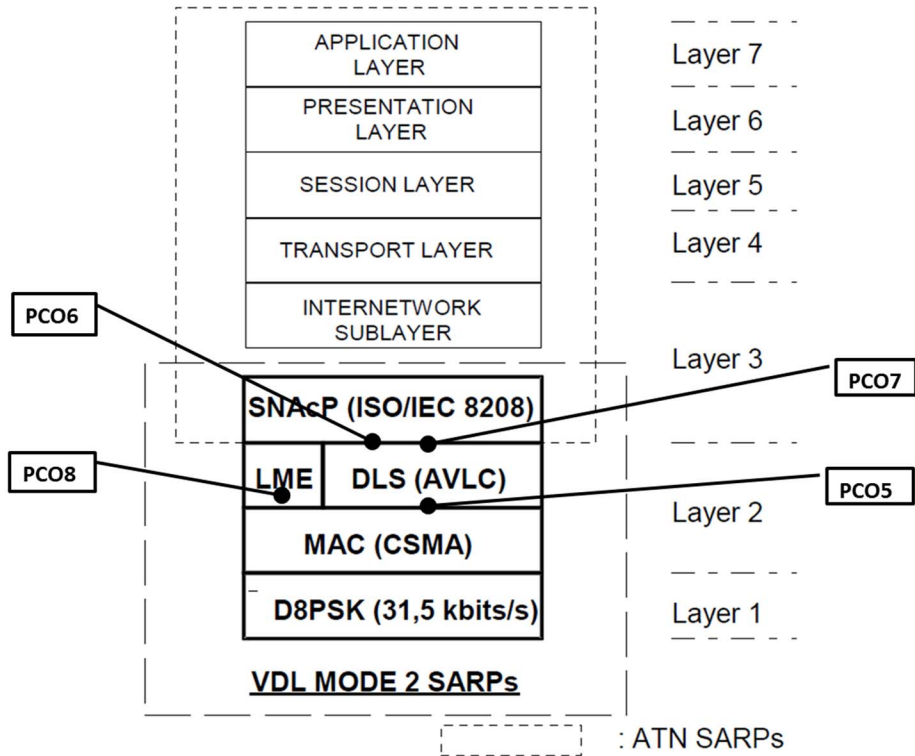 APPLICATION
LAYER
Layer 7
PRESENTATION
LAYER
Layer 6
SESSION LAYER
Layer 5
TRANSPORT LAYER
Layer 4
INTERNETWORK
SUBLAYER
PCO6
Layer 3
PCO7
SNAcP (ISO/IEC 8208)
PCO8
LME
DLS (AVLC)
PCO5
Layer 2
MAC (CSMA)
D8PSK (31,5 kbits/s)
Layer 1
VDL MODE 2 SARPs
: ATN SARPs